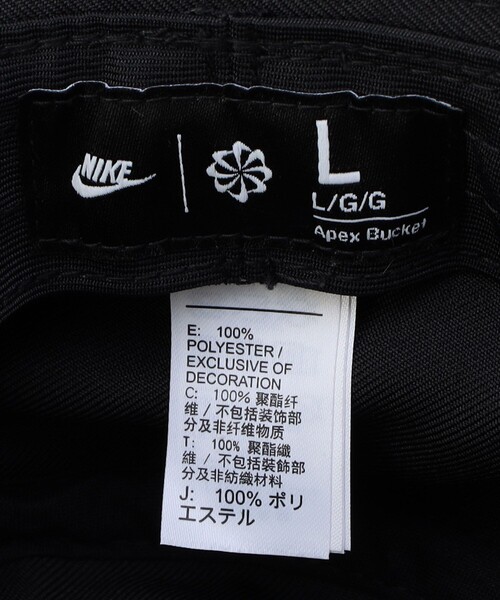 NIKE
L
L/G/G
Apex Bucket
E: 100%
POLYESTER /
EXCLUSIVE OF
DECORATION
C: 100% 聚酯纤
维 / 不包括装饰部
分及非纤维物质
T: 100% 聚酯纖
維 / 不包括裝飾部
分及非紡織材料
J: 100% ポリ
エステル